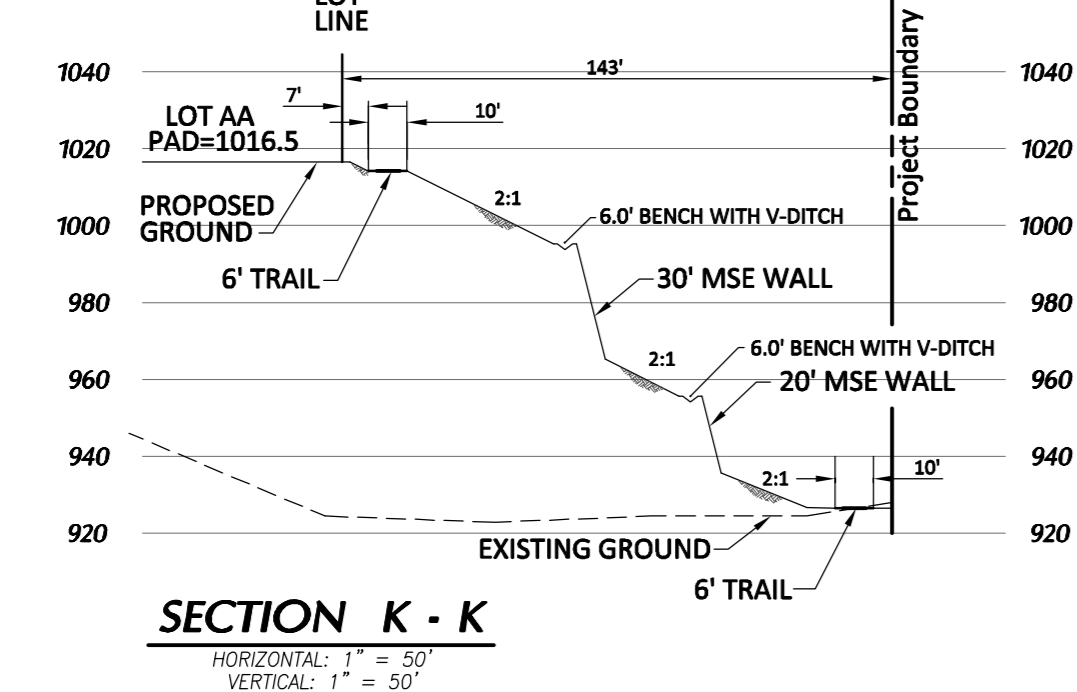 LOT
LINE
Project Boundary
1040
143'
1040
7'
10'
LOT AA
PAD=1016.5
1020
1020
PROPOSED
GROUND
2:1
6.0' BENCH WITH V-DITCH
1000
1000
6' TRAIL
30' MSE WALL
980
980
2:1
6.0' BENCH WITH V-DITCH
960
20' MSE WALL
960
940
940
2:1
10'
920
920
EXISTING GROUND
6' TRAIL
SECTION K - K
HORIZONTAL: 1" = 50'
VERTICAL: 1" = 50'